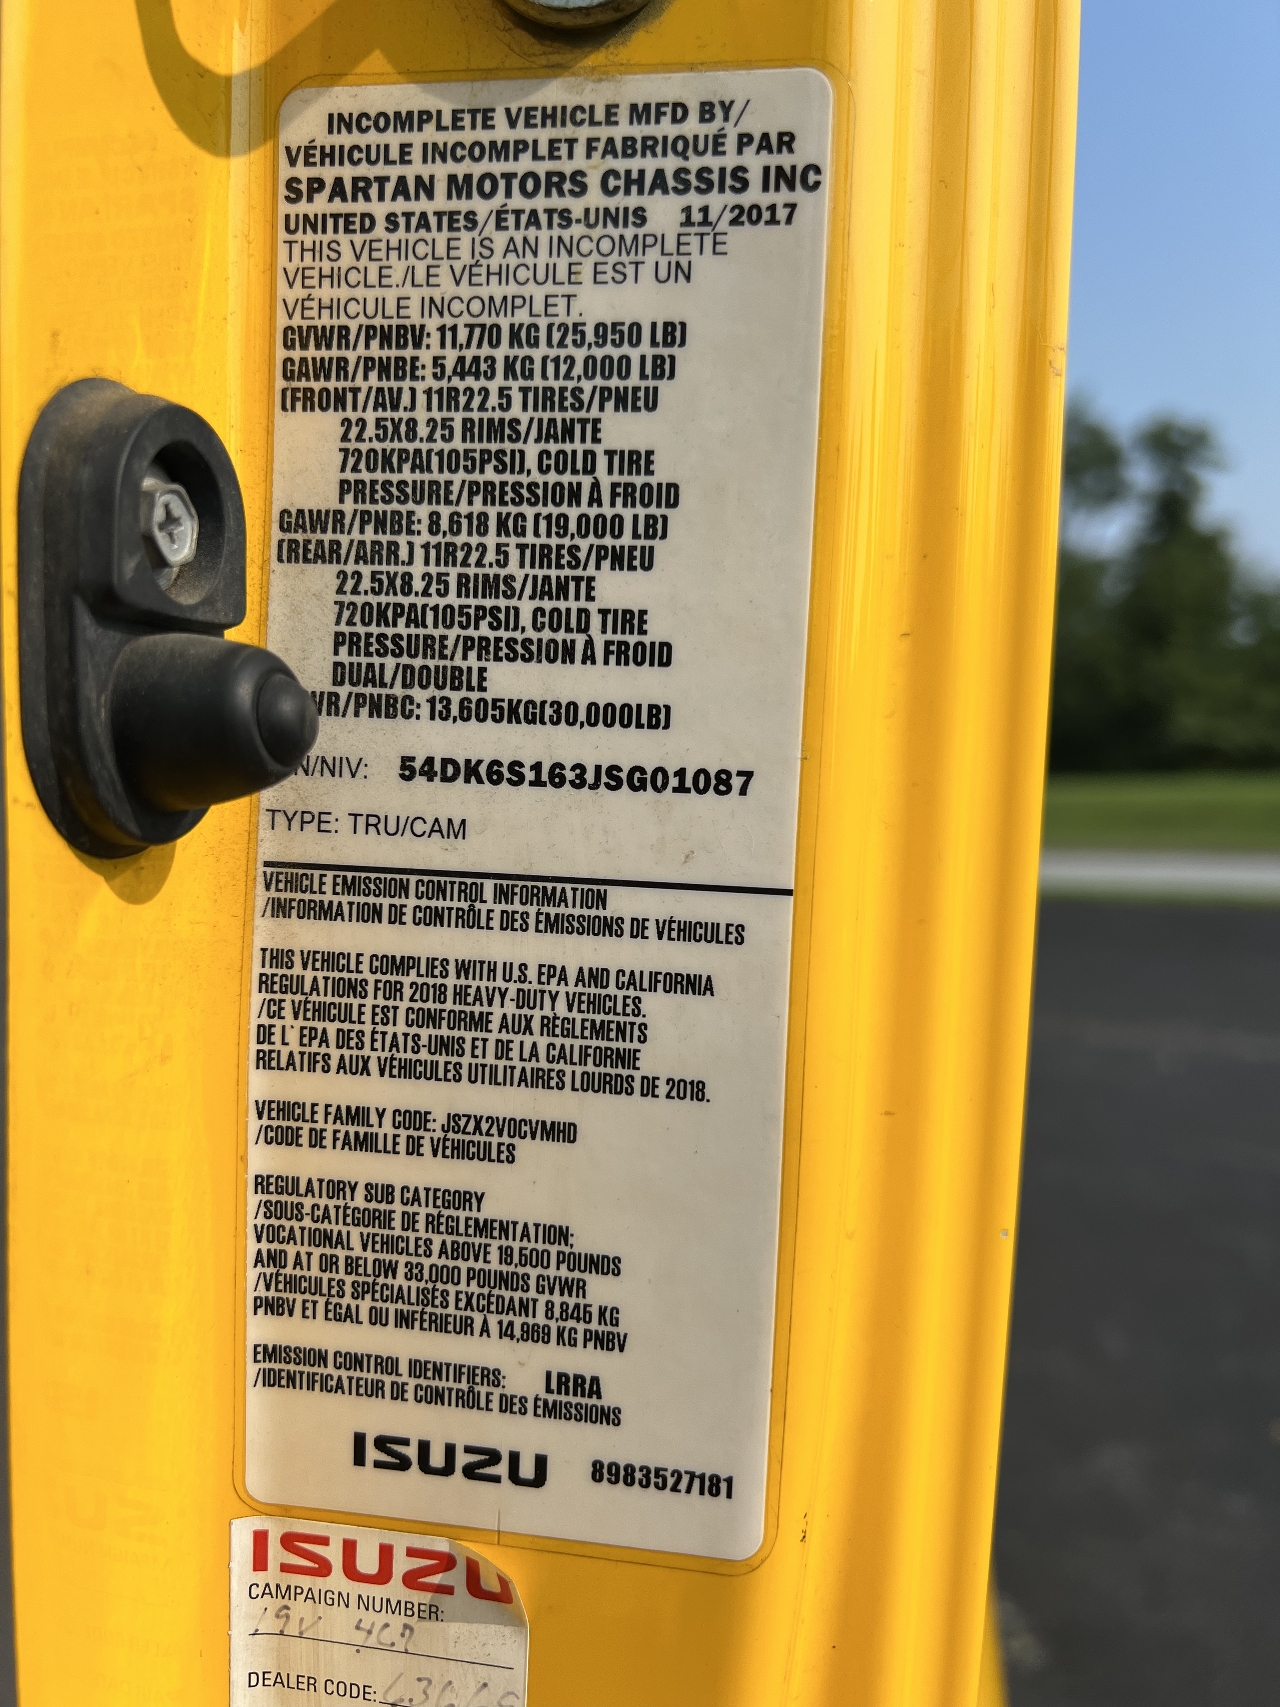 INCOMPLETE VEHICLE MFD BY/
VÉHICULE INCOMPLET FABRIQUÉ PAR
SPARTAN MOTORS CHASSIS INC
UNITED STATES/ÉTATS-UNIS 11/2017
THIS VEHICLE IS AN INCOMPLETE
VEHICLE./LE VÉHICULE EST UN
VÉHICULE INCOMPLET.
GVWR/PNBV: 11,770 KG (25,950 LB)
GAWR/PNBE: 5,443 KG (12,000 LB)
(FRONT/AV.) 11R22.5 TIRES/PNEU
22.5X8.25 RIMS/JANTE
720KPA(105PSI), COLD TIRE
PRESSURE/PRESSION À FROID
GAWR/PNBE: 8,618 KG (19,000 LB)
(REAR/ARR.) 11R22.5 TIRES/PNEU
22.5X8.25 RIMS/JANTE
720KPA(105PSI), COLD TIRE
PRESSURE/PRESSION À FROID
DUAL/DOUBLE
WR/PNBC: 13,605KG(30,000LB)
N/NIV: 54DK6S163JSG01087
TYPE: TRU/CAM
VEHICLE EMISSION CONTROL INFORMATION
/INFORMATION DE CONTRÔLE DES ÉMISSIONS DE VÉHICULES
THIS VEHICLE COMPLIES WITH U.S. EPA AND CALIFORNIA
REGULATIONS FOR 2018 HEAVY-DUTY VEHICLES.
/CE VÉHICULE EST CONFORME AUX RÈGLEMENTS
DE L'EPA DES ÉTATS-UNIS ET DE LA CALIFORNIE
RELATIFS AUX VÉHICULES UTILITAIRES LOURDS DE 2018.
VEHICLE FAMILY CODE: JSZX2VOCVMHD
/CODE DE FAMILLE DE VÉHICULES
REGULATORY SUB CATEGORY
/SOUS-CATÉGORIE DE RÉGLEMENTATION;
VOCATIONAL VEHICLES ABOVE 19,500 POUNDS
AND AT OR BELOW 33,000 POUNDS GVWR
/VÉHICULES SPÉCIALISÉS EXCÉDANT 8,845 KG
PNBV ET ÉGAL OU INFÉRIEUR À 14,969 KG PNBV
EMISSION CONTROL IDENTIFIERS: LRRA
/IDENTIFICATEUR DE CONTRÔLE DES ÉMISSIONS
ISUZU 8983527181
ISUZU
CAMPAIGN NUMBER:
19V
DEALER CODE: